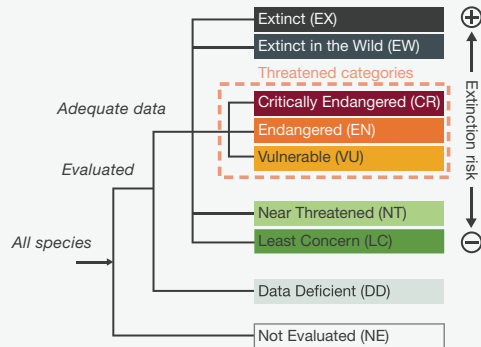 Extinct (EX)
Extinct in the Wild (EW)
Threatened categories
Adequate data
Critically Endangered (CR)
Endangered (EN)
Vulnerable (VU)
Evaluated
Near Threatened (NT)
All species
Least Concern (LC)
Data Deficient (DD)
Not Evaluated (NE)
+
Extinction risk
−